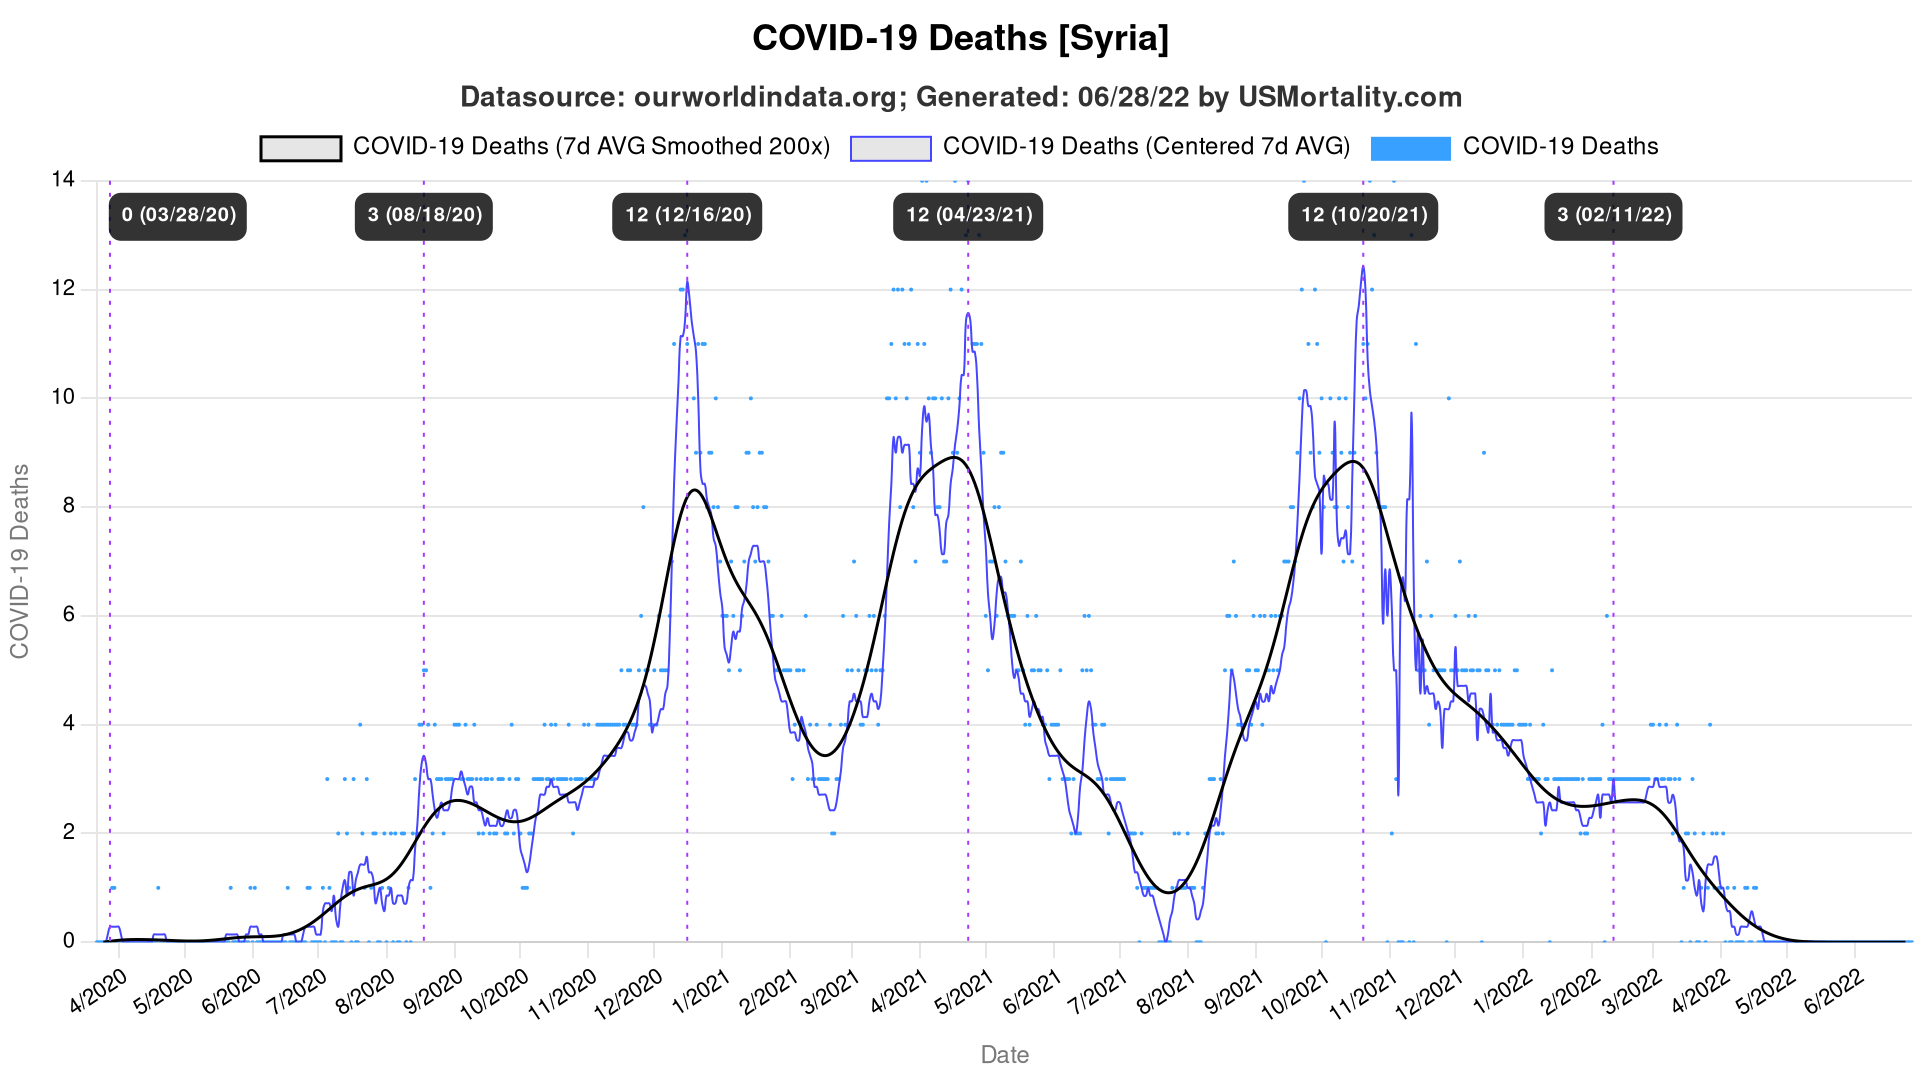 COVID-19 Deaths [Syria]
Datasource: ourworldindata.org; Generated: 06/28/22 by USMortality.com
COVID-19 Deaths (7d AVG Smoothed 200x) COVID-19 Deaths (Centered 7d AVG) COVID-19 Deaths
14
0 (03/28/20) 3 (08/18/20) 12 (12/16/20) 12 (04/23/21) 12 (10/20/21) 3 (02/11/22)
12
10
8
6
4
2
0
COVID-19 Deaths
4/2020 5/2020 6/2020 7/2020 8/2020 9/2020 10/2020 11/2020 12/2020 1/2021 2/2021 3/2021 4/2021 5/2021 6/2021 7/2021 8/2021 9/2021 10/2021 11/2021 12/2021 1/2022 2/2022 3/2022 4/2022 5/2022 6/2022
Date